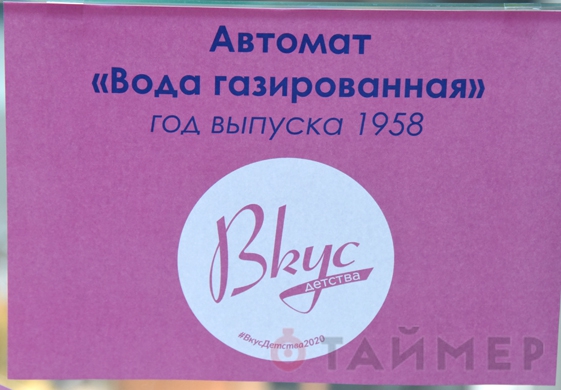 Автомат
«Вода газированная»
год выпуска 1958
Вкус
детства
#ВкусДетства2020
ТАЙМЕР